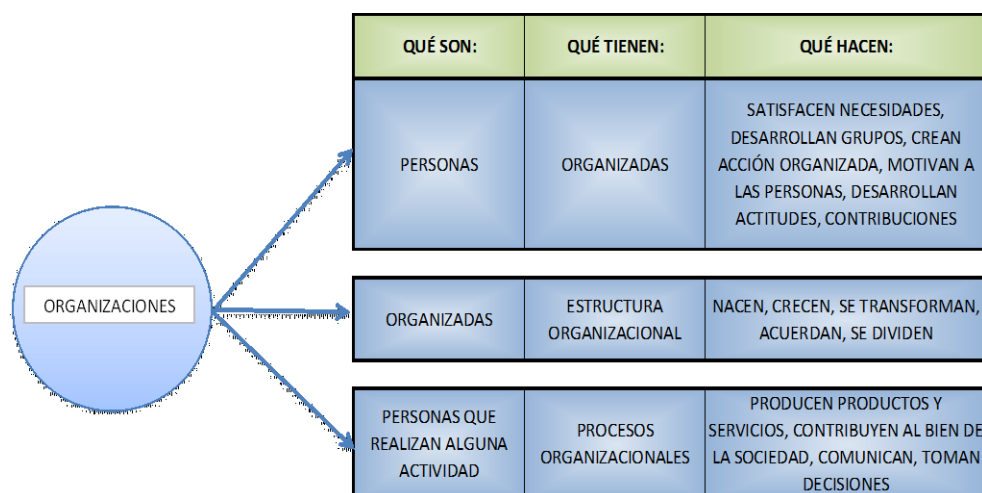 QUÉ SON:
QUÉ TIENEN:
QUÉ HACEN:
PERSONAS
ORGANIZADAS
SATISFACEN NECESIDADES,
DESARROLLAN GRUPOS, CREAN
ACCIÓN ORGANIZADA, MOTIVAN A
LAS PERSONAS, DESARROLLAN
ACTITUDES, CONTRIBUCIONES
ORGANIZACIONES
ORGANIZADAS
ESTRUCTURA
ORGANIZACIONAL
NACEN, CRECEN, SE TRANSFORMAN,
ACUERDAN, SE DIVIDEN
PERSONAS QUE
REALIZAN ALGUNA
ACTIVIDAD
PROCESOS
ORGANIZACIONALES
PRODUCEN PRODUCTOS Y
SERVICIOS, CONTRIBUYEN AL BIEN DE
LA SOCIEDAD, COMUNICAN, TOMAN
DECISIONES